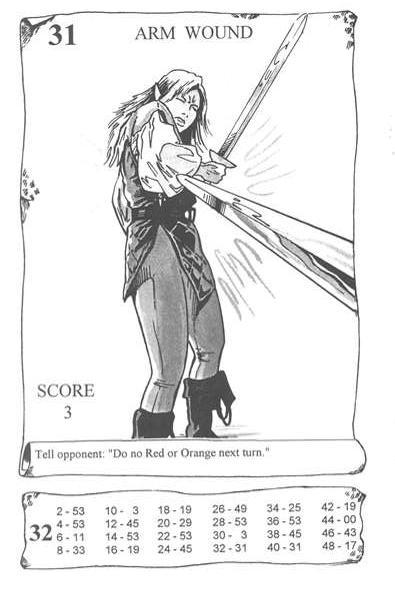 31 ARM WOUND
SCORE
3
Tell opponent: "Do no Red or Orange next turn."
32
2 - 53 10 - 3 18 - 19 26 - 49 34 - 25 42 - 19
4 - 53 12 - 45 20 - 29 28 - 53 36 - 53 44 - 00
6 - 11 14 - 53 22 - 53 30 - 3 38 - 45 46 - 43
8 - 33 16 - 19 24 - 45 32 - 31 40 - 31 48 - 17